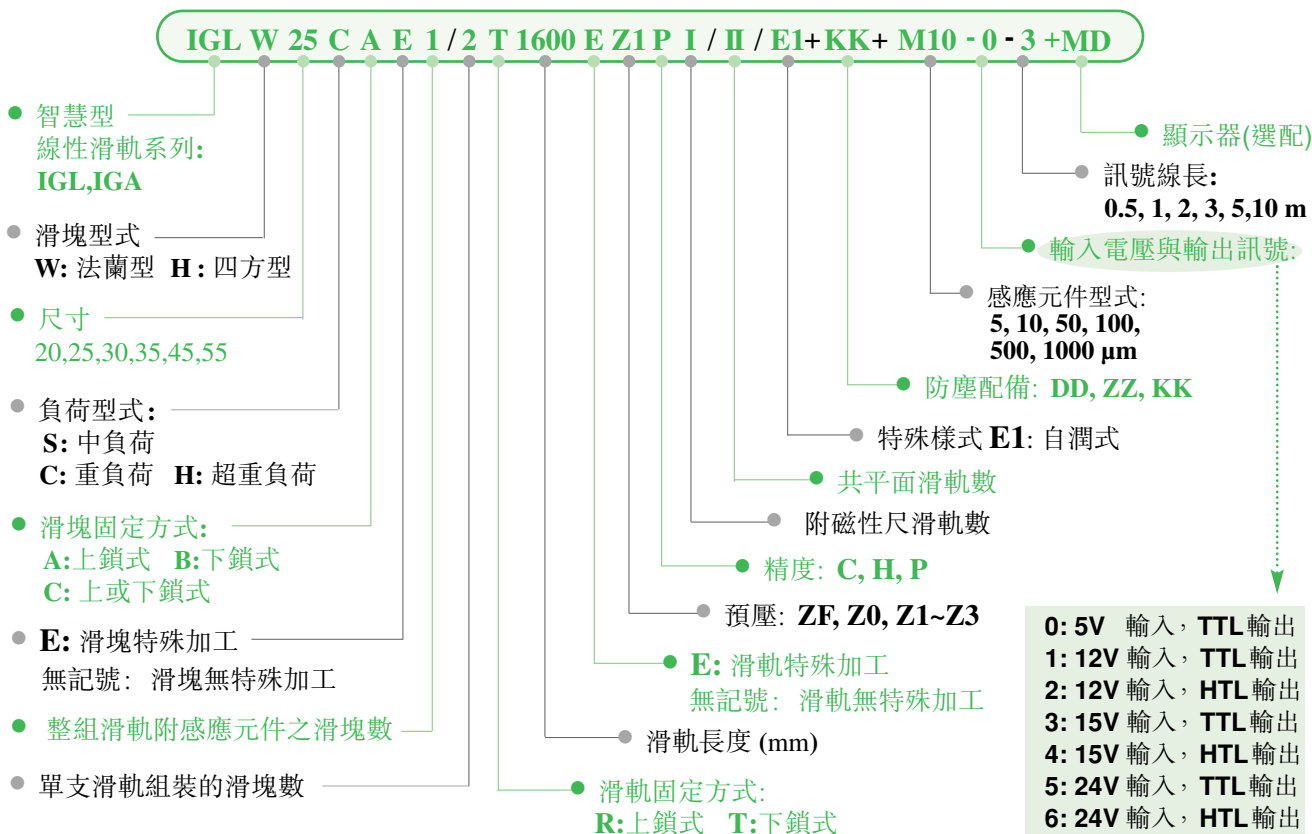 IGL W 25 C A E 1 / 2 T 1600 E Z1 P I / II / E1+KK+ M10 - 0 - 3 +MD
智慧型
線性滑軌系列:
IGL,IGA
滑塊型式
W: 法蘭型 H : 四方型
尺寸
20,25,30,35,45,55
負荷型式:
S: 中負荷
C: 重負荷 H: 超重負荷
滑塊固定方式:
A:上鎖式 B:下鎖式
C: 上或下鎖式
E: 滑塊特殊加工
無記號: 滑塊無特殊加工
整組滑軌附感應元件之滑塊數
單支滑軌組裝的滑塊數
滑軌固定方式:
R:上鎖式 T:下鎖式
滑軌長度 (mm)
E: 滑軌特殊加工
無記號: 滑軌無特殊加工
預壓: ZF, Z0, Z1~Z3
精度: C, H, P
附磁性尺滑軌數
共平面滑軌數
特殊樣式 E1: 自潤式
防塵配備: DD, ZZ, KK
感應元件型式:
5, 10, 50, 100,
500, 1000 μm
輸入電壓與輸出訊號:
訊號線長:
0.5, 1, 2, 3, 5,10 m
顯示器(選配)
0: 5V 輸入, TTL輸出
1: 12V 輸入, TTL輸出
2: 12V 輸入, HTL輸出
3: 15V 輸入, TTL輸出
4: 15V 輸入, HTL輸出
5: 24V 輸入, TTL輸出
6: 24V 輸入, HTL輸出